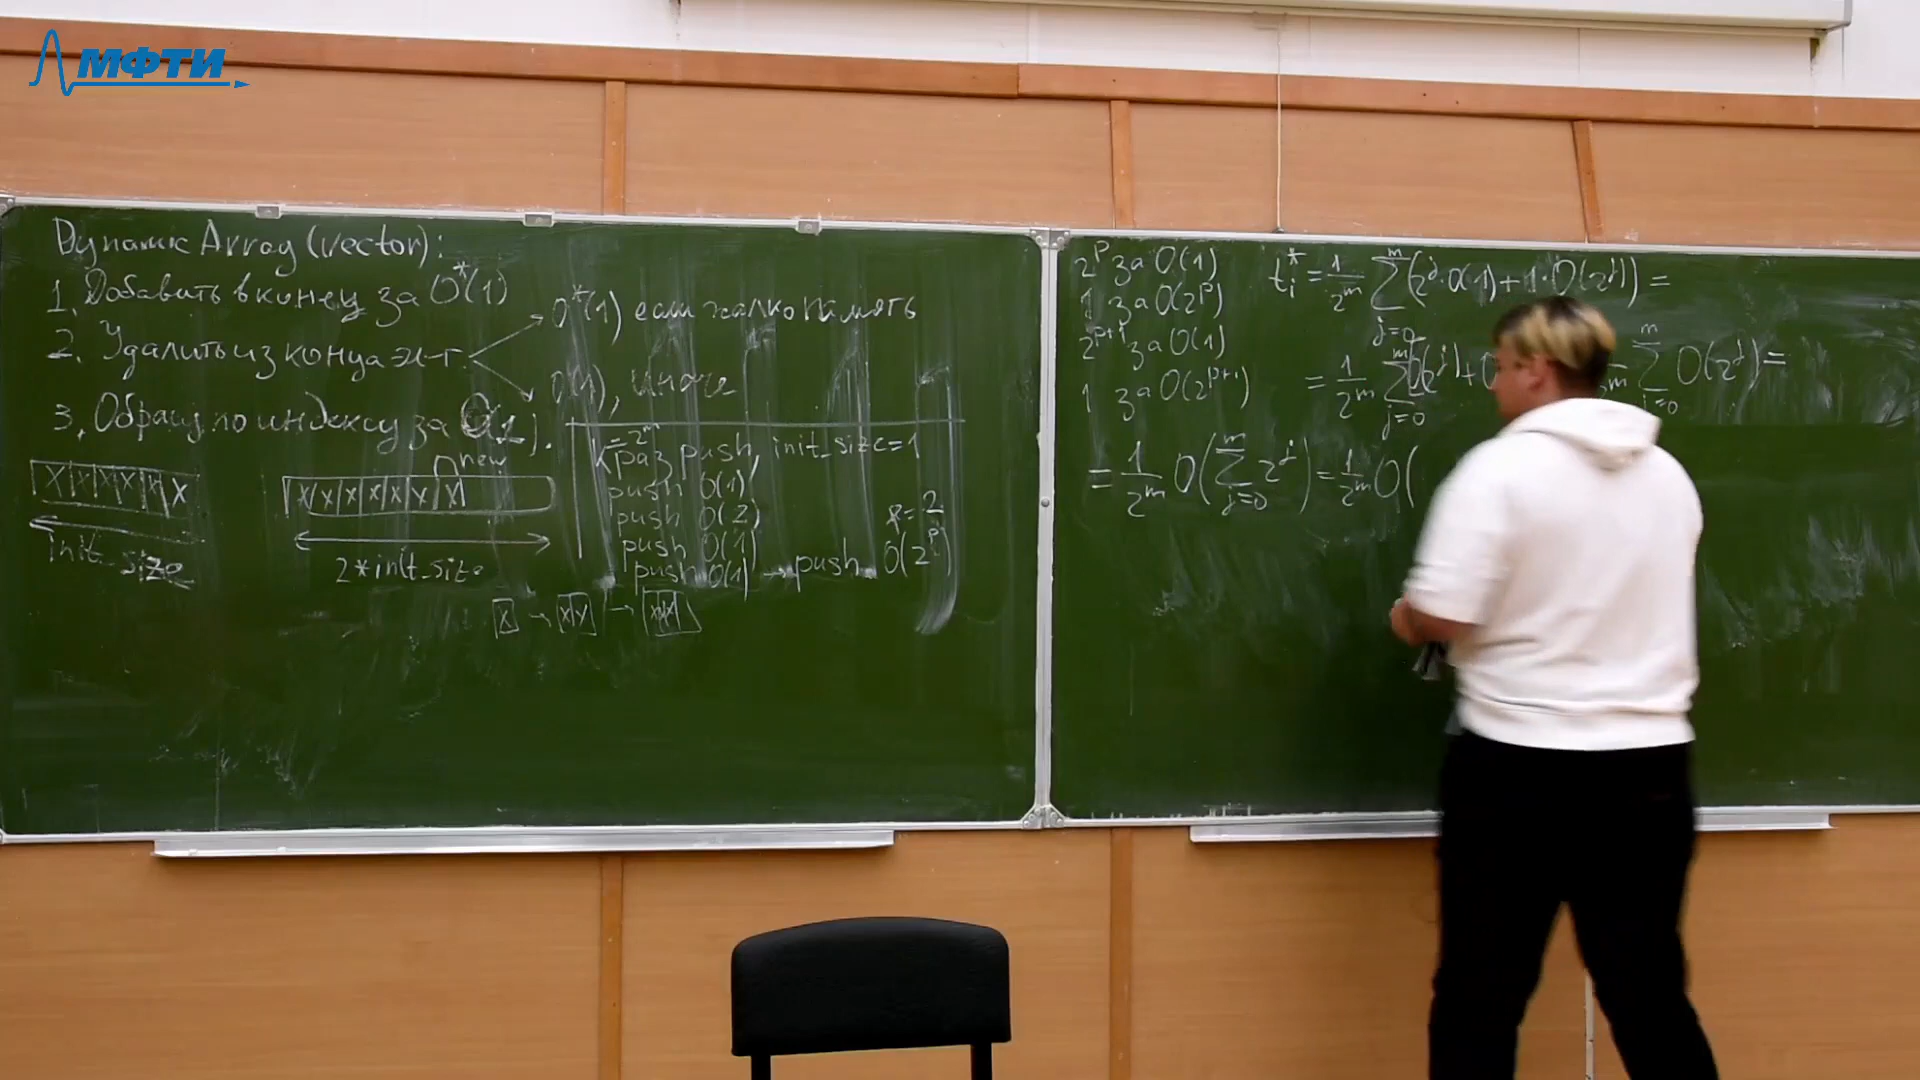 МФТИ
Dynamic Array (vector):
1. Добавить в конец за O*(1)
2. Удалить из конца эл-т.
O*(1) если жалко память
O(1), иначе
3. Обращ. по индексу за O(1).
X X X X X X
init_size
new
X X X X X X X
2*init_size
k=2^m
k раз push, init_size=1
push O(1)
push O(2)
push O(1)
push O(1) → push O(2^p)
X → X Y →
2^p за O(1)
1 за O(2^p)
2^{p+1} за O(1)
1 за O(2^{p+1})
t_i^* = 1/2^m ∑_{j=0}^{m} (2^j·O(1)+1·O(2^j)) =
= 1/2^m ∑_{j=0}^{m}
∑_{j=0}^{m} O(2^j) =
= 1/2^m O(∑_{j=0}^{m} 2^j) = 1/2^m O(